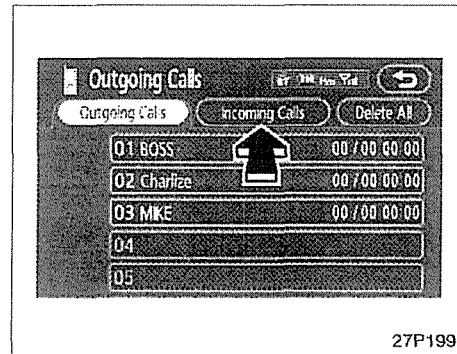 Outgoing Calls
Outgoing Calls Incoming Calls Delete All
01 BOSS 00 / 00 00:00
02 Charlize 00 / 00 00:00
03 MIKE 00 / 00 00:00
04
05
27P199